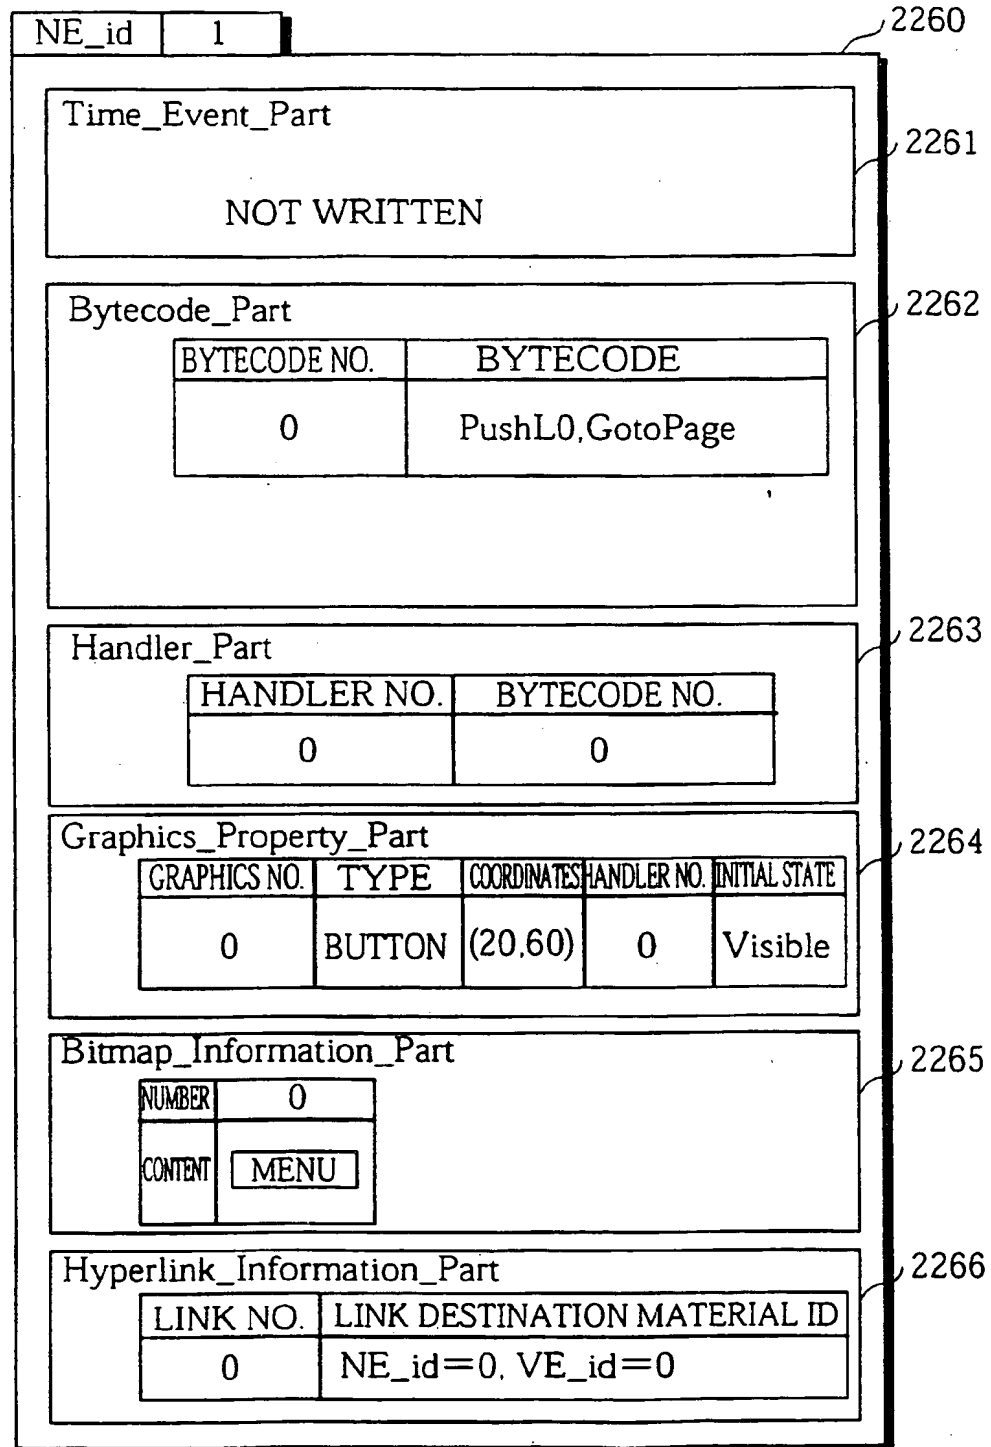 NE_id 1
2260
Time_Event_Part
2261
NOT WRITTEN
Bytecode_Part
2262
BYTECODE NO. BYTECODE
0 PushL0,GotoPage
Handler_Part
2263
HANDLER NO. BYTECODE NO.
0 0
Graphics_Property_Part
2264
GRAPHICS NO. TYPE COORDINATES HANDLER NO. INITIAL STATE
0 BUTTON (20,60) 0 Visible
Bitmap_Information_Part
2265
NUMBER 0
CONTENT MENU
Hyperlink_Information_Part
2266
LINK NO. LINK DESTINATION MATERIAL ID
0 NE_id=0, VE_id=0